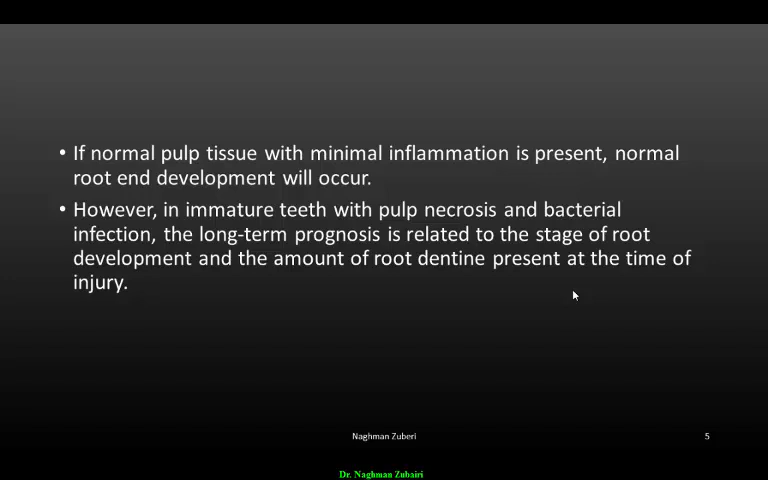 • If normal pulp tissue with minimal inflammation is present, normal
root end development will occur.
• However, in immature teeth with pulp necrosis and bacterial
infection, the long-term prognosis is related to the stage of root
development and the amount of root dentine present at the time of
injury.
Naghman Zuberi
5
Dr. Naghman Zubairi